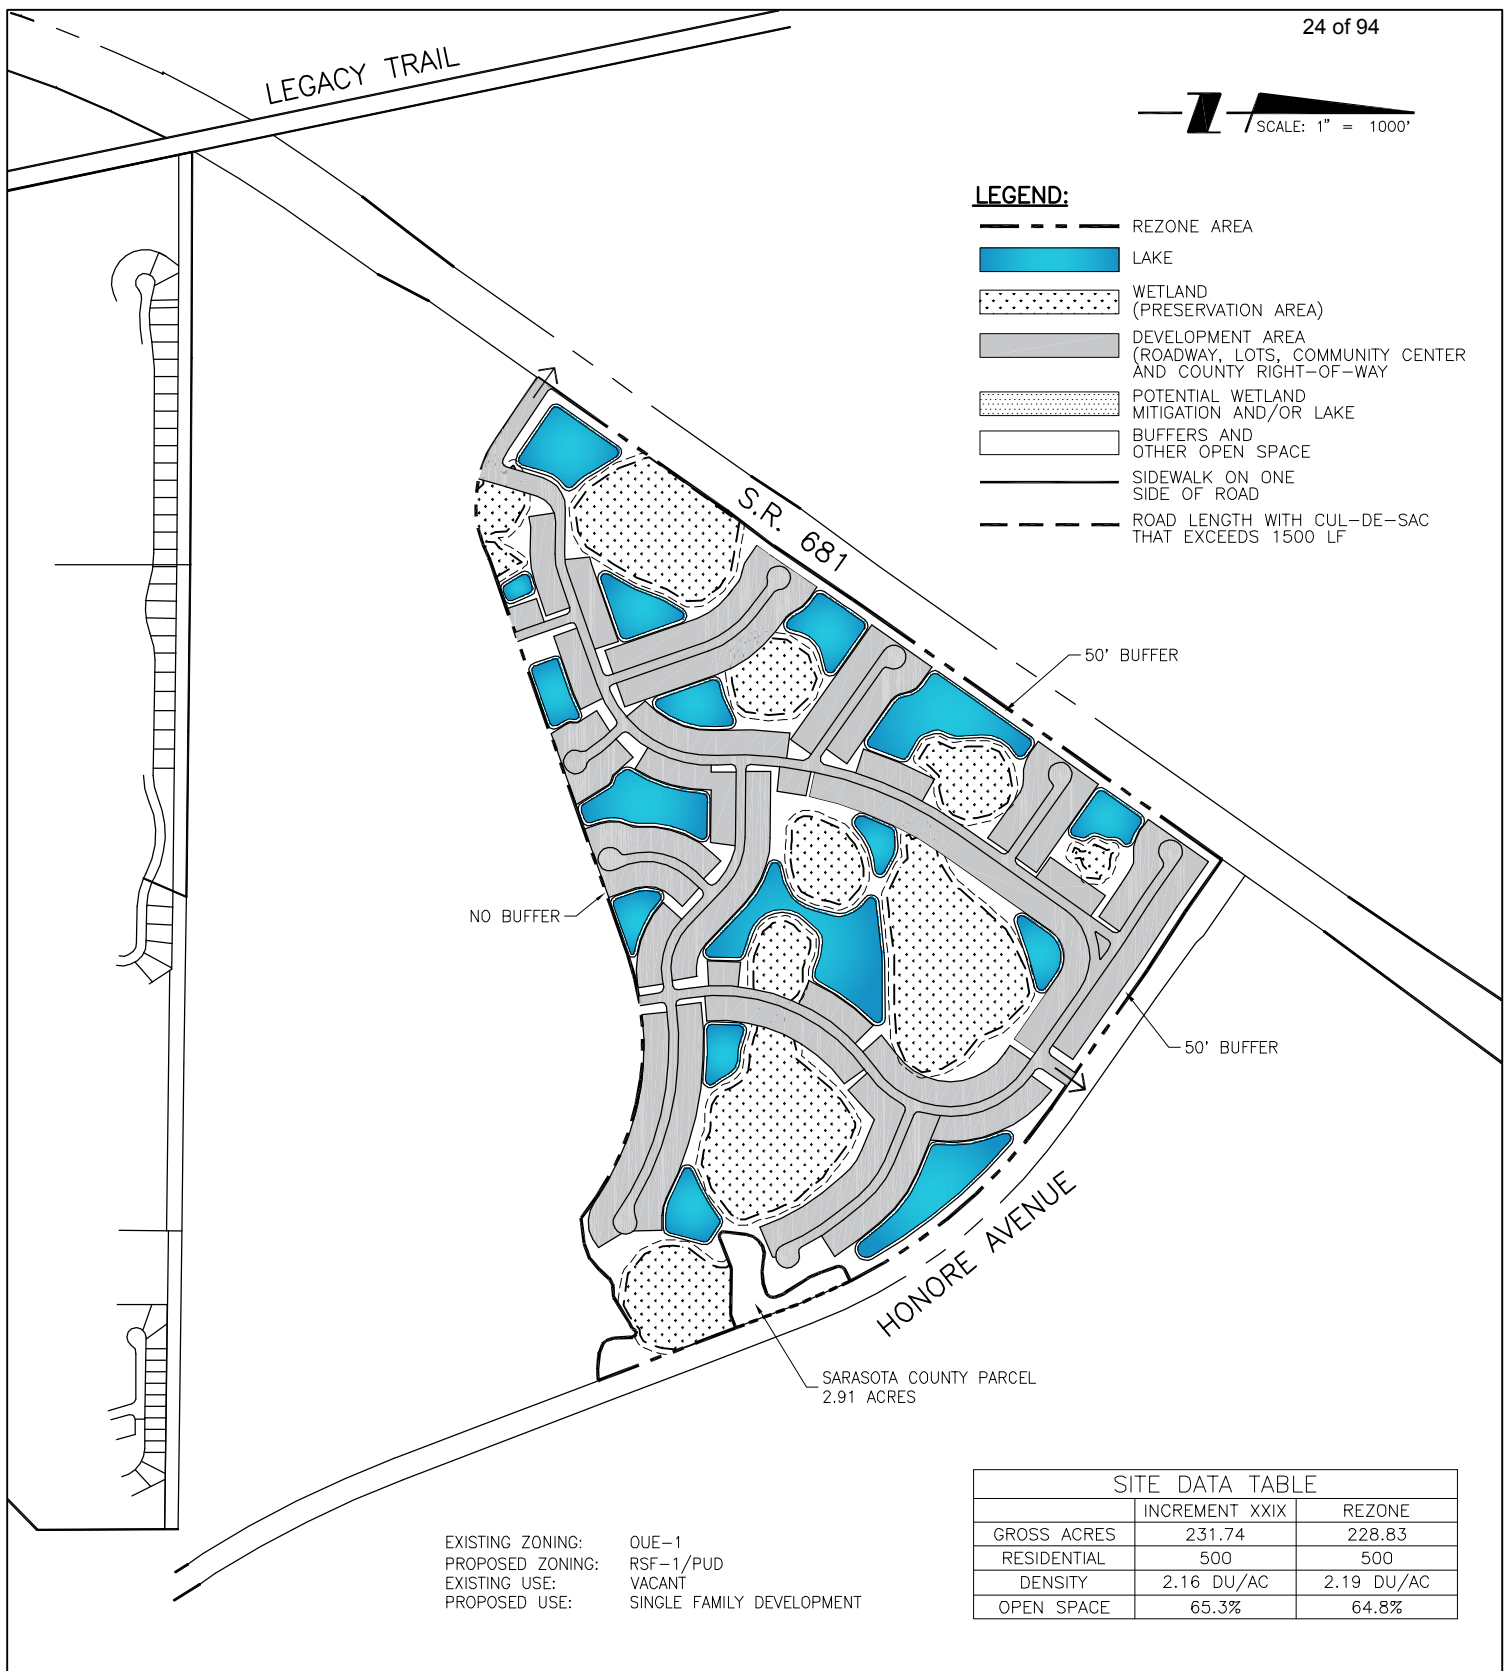 24 of 94
LEGACY TRAIL
Z
SCALE: 1" = 1000'
LEGEND:
REZONE AREA
LAKE
WETLAND
(PRESERVATION AREA)
DEVELOPMENT AREA
(ROADWAY, LOTS, COMMUNITY CENTER
AND COUNTY RIGHT-OF-WAY
POTENTIAL WETLAND
MITIGATION AND/OR LAKE
BUFFERS AND
OTHER OPEN SPACE
SIDEWALK ON ONE
SIDE OF ROAD
ROAD LENGTH WITH CUL-DE-SAC
THAT EXCEEDS 1500 LF
S.R. 681
50' BUFFER
NO BUFFER
50' BUFFER
HONORE AVENUE
SARASOTA COUNTY PARCEL
2.91 ACRES
EXISTING ZONING: OUE-1
PROPOSED ZONING: RSF-1/PUD
EXISTING USE: VACANT
PROPOSED USE: SINGLE FAMILY DEVELOPMENT
SITE DATA TABLE
INCREMENT XXIX REZONE
GROSS ACRES 231.74 228.83
RESIDENTIAL 500 500
DENSITY 2.16 DU/AC 2.19 DU/AC
OPEN SPACE 65.3% 64.8%